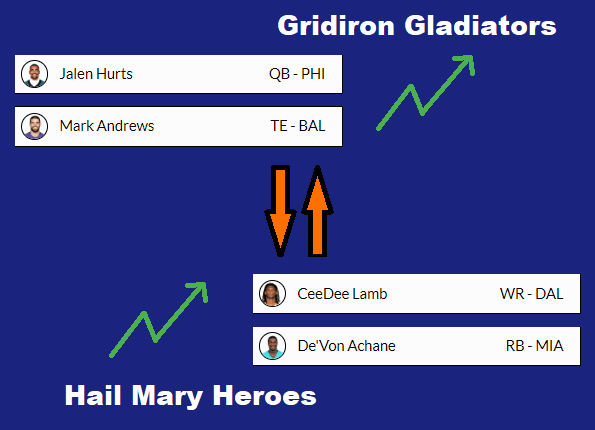 Gridiron Gladiators
Jalen Hurts QB - PHI
Mark Andrews TE - BAL
CeeDee Lamb WR - DAL
De'Von Achane RB - MIA
Hail Mary Heroes